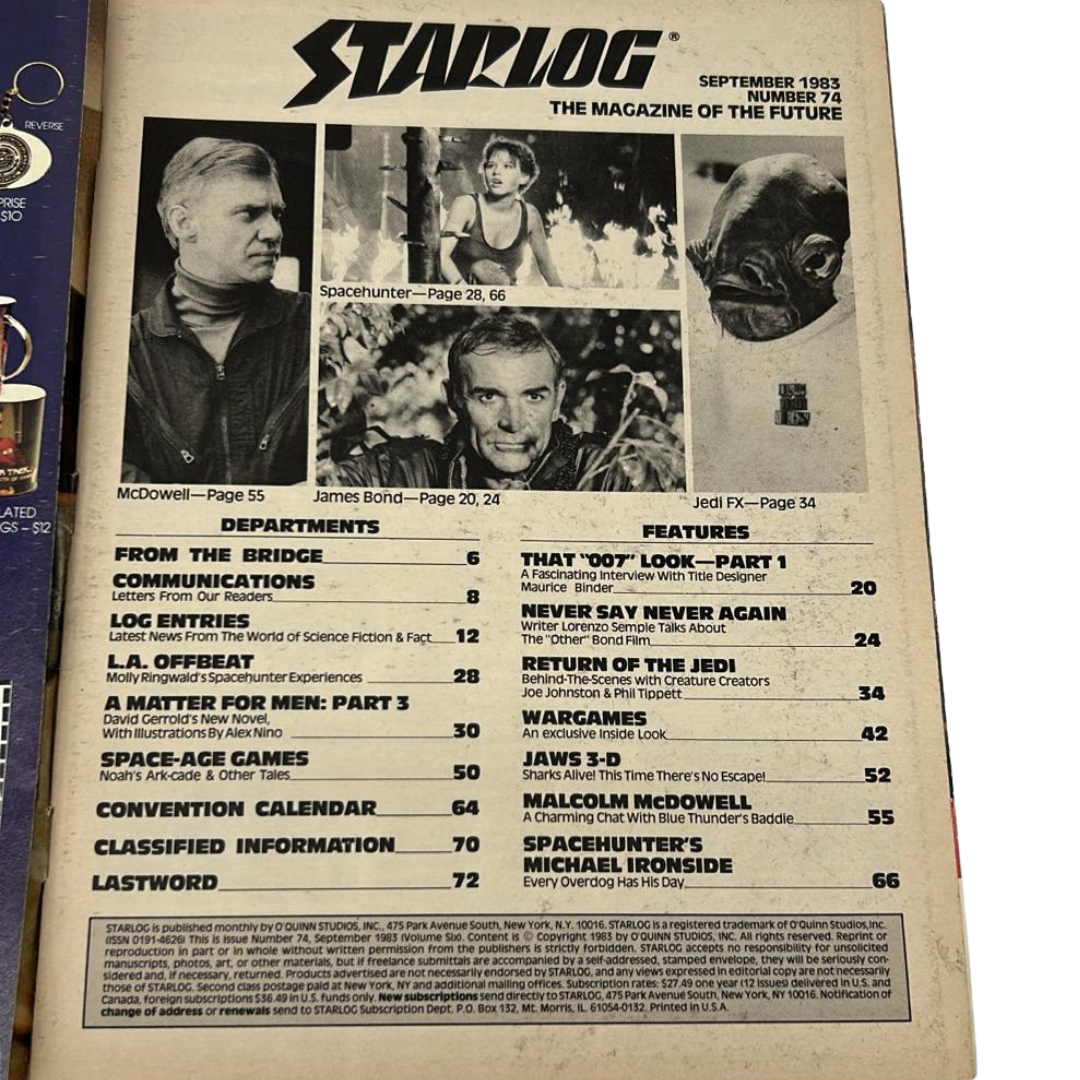 REVERSE
PRISE
$10
LATED
GS – $12
STARLOG®
SEPTEMBER 1983
NUMBER 74
THE MAGAZINE OF THE FUTURE
Spacehunter—Page 28, 66
McDowell—Page 55
James Bond—Page 20, 24
Jedi FX—Page 34
DEPARTMENTS
FROM THE BRIDGE 6
COMMUNICATIONS
Letters From Our Readers 8
LOG ENTRIES
Latest News From The World of Science Fiction & Fact 12
L.A. OFFBEAT
Molly Ringwald's Spacehunter Experiences 28
A MATTER FOR MEN: PART 3
David Gerrold's New Novel,
With Illustrations By Alex Nino 30
SPACE-AGE GAMES
Noah's Ark-cade & Other Tales 50
CONVENTION CALENDAR 64
CLASSIFIED INFORMATION 70
LASTWORD 72
FEATURES
THAT "007" LOOK—PART 1
A Fascinating Interview With Title Designer
Maurice Binder 20
NEVER SAY NEVER AGAIN
Writer Lorenzo Semple Talks About
The "Other" Bond Film 24
RETURN OF THE JEDI
Behind-The-Scenes with Creature Creators
Joe Johnston & Phil Tippett 34
WARGAMES
An exclusive Inside Look 42
JAWS 3-D
Sharks Alive! This Time There's No Escape! 52
MALCOLM McDOWELL
A Charming Chat With Blue Thunder's Baddie 55
SPACEHUNTER'S
MICHAEL IRONSIDE
Every Overdog Has His Day 66
STARLOG is published monthly by O'QUINN STUDIOS, INC., 475 Park Avenue South, New York, N.Y. 10016. STARLOG is a registered trademark of O'Quinn Studios, Inc.
(ISSN 0191-4626) This is issue Number 74, September 1983 (Volume Six). Content is © Copyright 1983 by O'QUINN STUDIOS, INC. All rights reserved. Reprint or
reproduction in part or in whole without written permission from the publishers is strictly forbidden. STARLOG accepts no responsibility for unsolicited
manuscripts, photos, art, or other materials, but if freelance submittals are accompanied by a self-addressed, stamped envelope, they will be seriously con-
sidered and, if necessary, returned. Products advertised are not necessarily endorsed by STARLOG, and any views expressed in editorial copy are not necessarily
those of STARLOG. Second class postage paid at New York, NY and additional mailing offices. Subscription rates: $27.49 one year (12 issues) delivered in U.S. and
Canada, foreign subscriptions $36.49 in U.S. funds only. New subscriptions send directly to STARLOG, 475 Park Avenue South, New York, NY 10016. Notification of
change of address or renewals send to STARLOG Subscription Dept. P.O. Box 132, Mt. Morris, IL. 61054-0132. Printed in U.S.A.